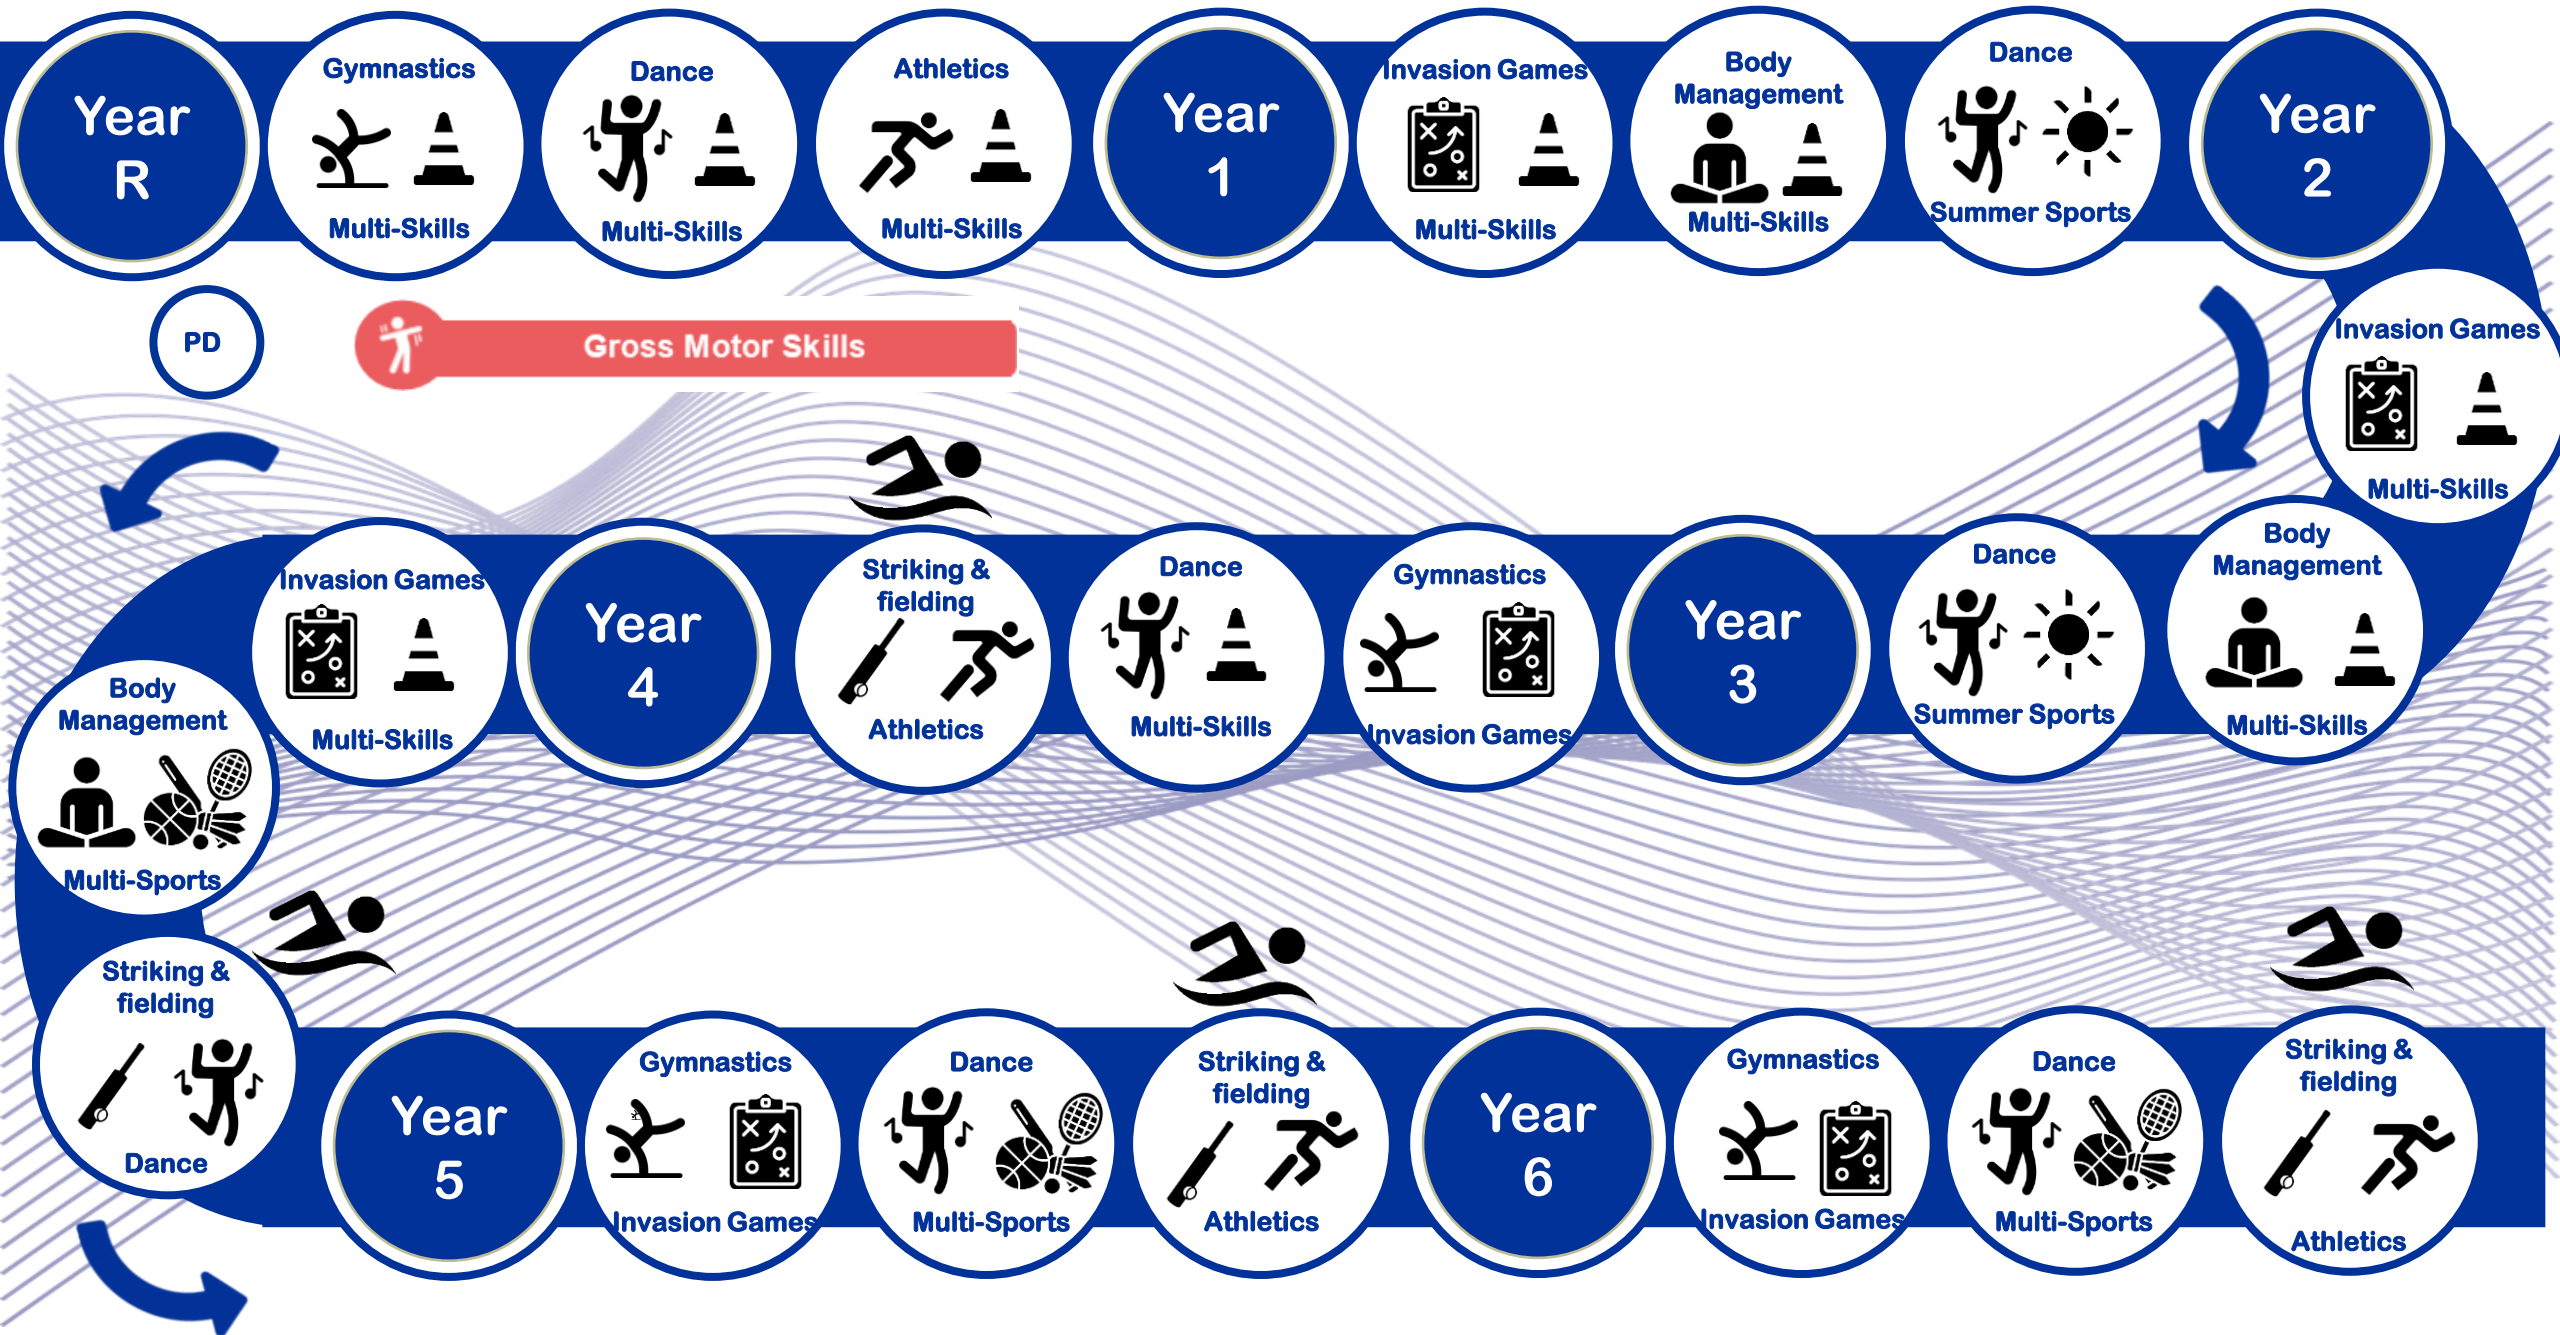 Year
R
Gymnastics
Multi-Skills
Dance
Multi-Skills
Athletics
Multi-Skills
Year
1
Invasion Games
Multi-Skills
Body
Management
Multi-Skills
Dance
Summer Sports
Year
2
PD
Gross Motor Skills
Invasion Games
Multi-Skills
Body
Management
Multi-Skills
Dance
Summer Sports
Year
3
Gymnastics
Invasion Games
Dance
Multi-Skills
Striking &
fielding
Athletics
Year
4
Invasion Games
Multi-Skills
Body
Management
Multi-Sports
Striking &
fielding
Dance
Year
5
Gymnastics
Invasion Games
Dance
Multi-Sports
Striking &
fielding
Athletics
Year
6
Gymnastics
Invasion Games
Dance
Multi-Sports
Striking &
fielding
Athletics